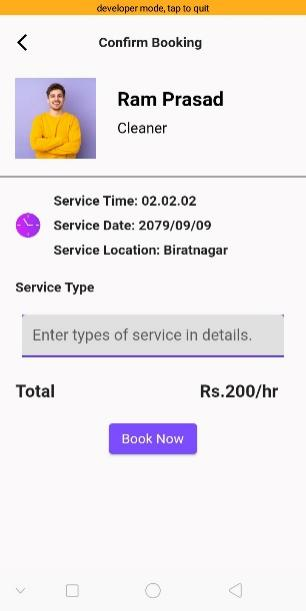 developer mode, tap to quit
Confirm Booking
Ram Prasad
Cleaner
Service Time: 02.02.02
Service Date: 2079/09/09
Service Location: Biratnagar
Service Type
Enter types of service in details.
Total Rs.200/hr
Book Now